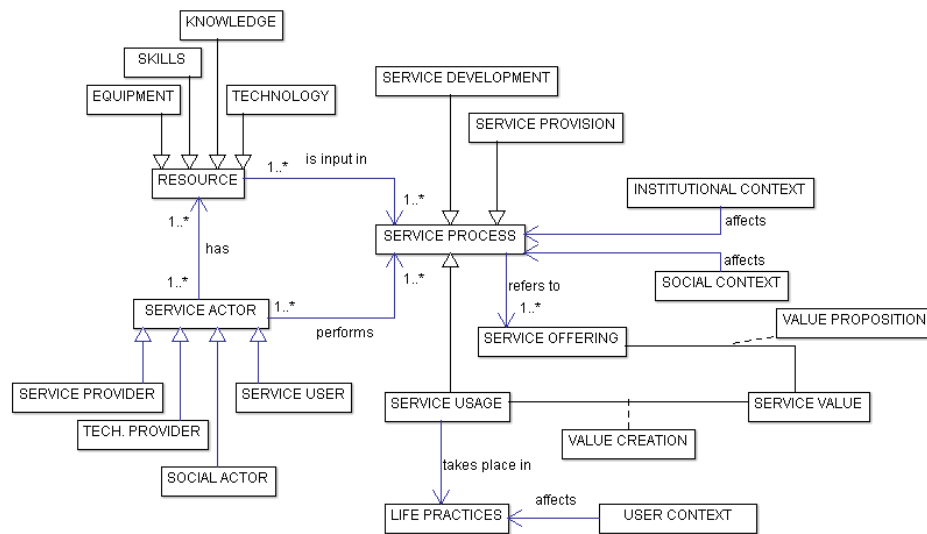 KNOWLEDGE
SKILLS
SERVICE DEVELOPMENT
EQUIPMENT
TECHNOLOGY
SERVICE PROVISION
1..*
is input in
RESOURCE
1..*
INSTITUTIONAL CONTEXT
1..*
affects
SERVICE PROCESS
has
affects
1..*
1..*
SOCIAL CONTEXT
refers to
SERVICE ACTOR
1..*
1..*
performs
VALUE PROPOSITION
SERVICE OFFERING
SERVICE PROVIDER
SERVICE USER
SERVICE USAGE
SERVICE VALUE
TECH. PROVIDER
VALUE CREATION
takes place in
SOCIAL ACTOR
affects
LIFE PRACTICES
USER CONTEXT